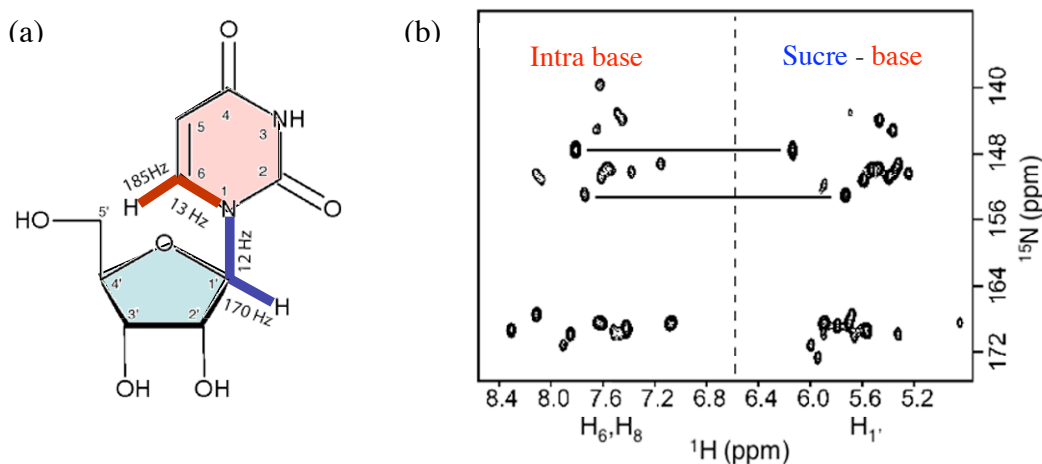 (a)
O
O
4
5
NH
3
6
2
1
185Hz
H
13 Hz
N
O
5'
HO
12 Hz
O
4'
1'
H
170 Hz
3'
2'
OH
OH
(b)
Intra base
Sucre - base
140
148
156
164
172
15N (ppm)
8.4 8.0 7.6 7.2 6.8 6.4 6.0 5.6 5.2
H6,H8
H1'
1H (ppm)